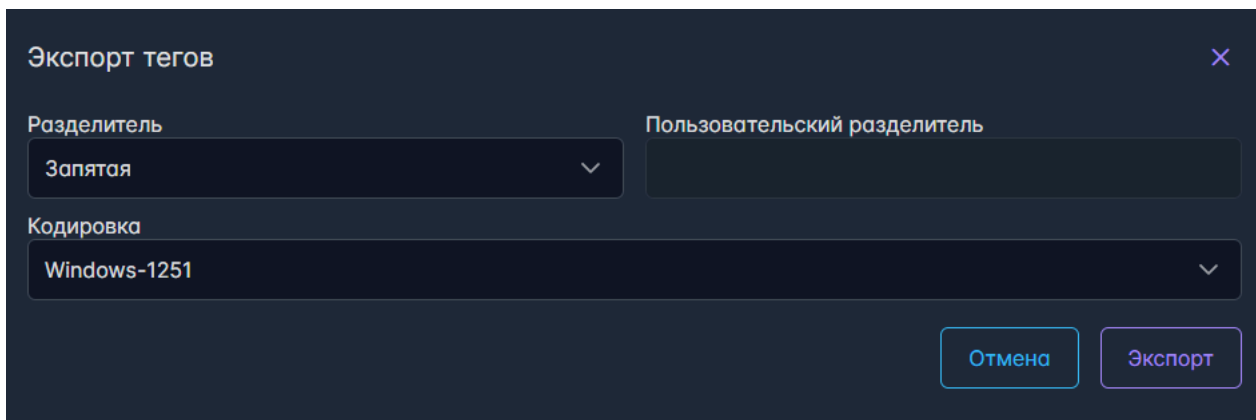 Экспорт тегов
Разделитель
Пользовательский разделитель
Запятая
Кодировка
Windows-1251
Отмена
Экспорт